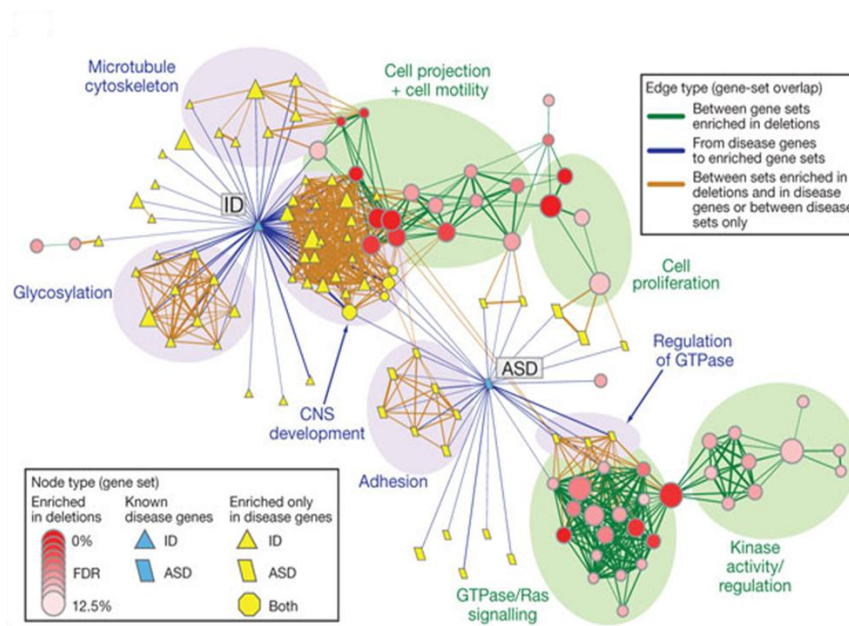 Microtubule
cytoskeleton
Cell projection
+ cell motility
Edge type (gene-set overlap)
Between gene sets
enriched in deletions
From disease genes
to enriched gene sets
Between sets enriched in
deletions and in disease
genes or between disease
sets only
ID
Glycosylation
Cell
proliferation
Regulation
of GTPase
ASD
CNS
development
Adhesion
Node type (gene set)
Enriched
in deletions
Known
disease genes
Enriched only
in disease genes
0%
FDR
12.5%
ID
ASD
ID
ASD
Both
GTPase/Ras
signalling
Kinase
activity/
regulation